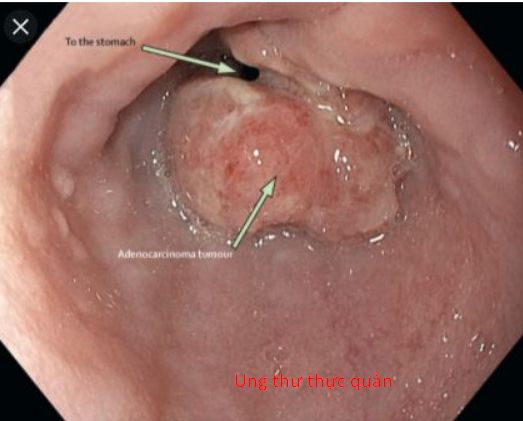 To the stomach
Adenocarcinoma tumour
Ung thư thực quản